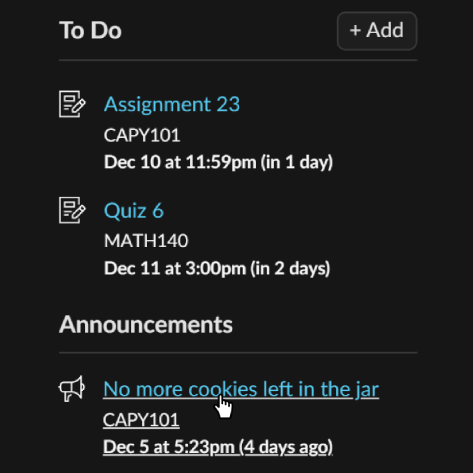 To Do
+ Add
Assignment 23
CAPY101
Dec 10 at 11:59pm (in 1 day)
Quiz 6
MATH140
Dec 11 at 3:00pm (in 2 days)
Announcements
No more cookies left in the jar
CAPY101
Dec 5 at 5:23pm (4 days ago)